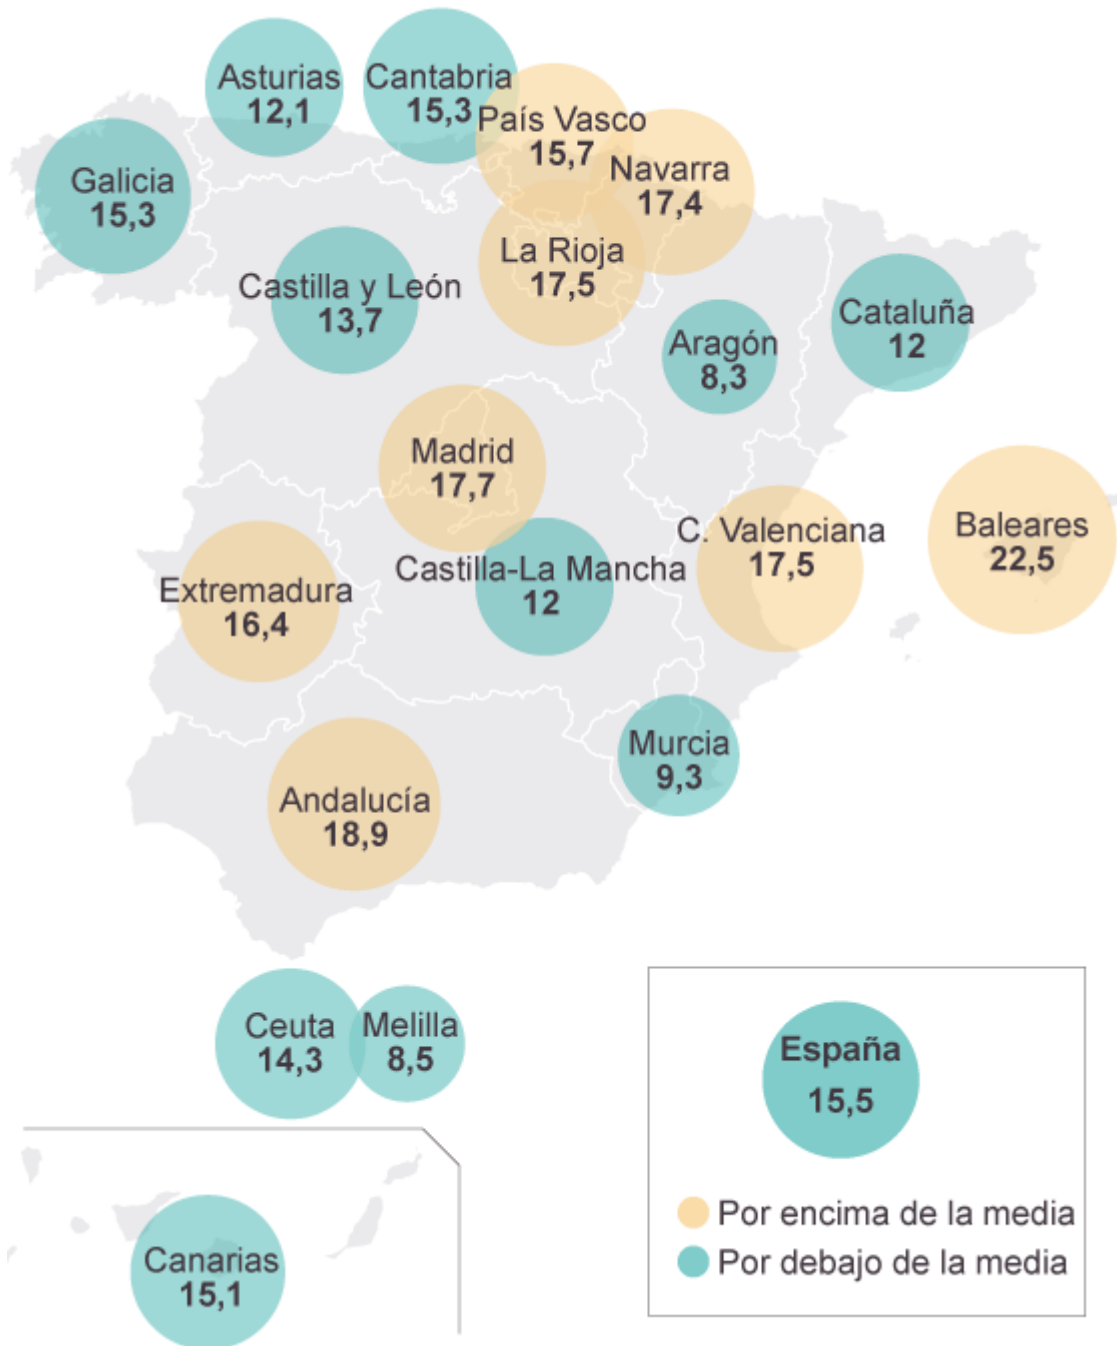 Asturias
12,1
Cantabria
15,3
País Vasco
15,7
Navarra
17,4
Galicia
15,3
La Rioja
17,5
Castilla y León
13,7
Cataluña
12
Aragón
8,3
Madrid
17,7
C. Valenciana
17,5
Baleares
22,5
Castilla-La Mancha
12
Extremadura
16,4
Murcia
9,3
Andalucía
18,9
Ceuta
14,3
Melilla
8,5
España
15,5
Por encima de la media
Por debajo de la media
Canarias
15,1